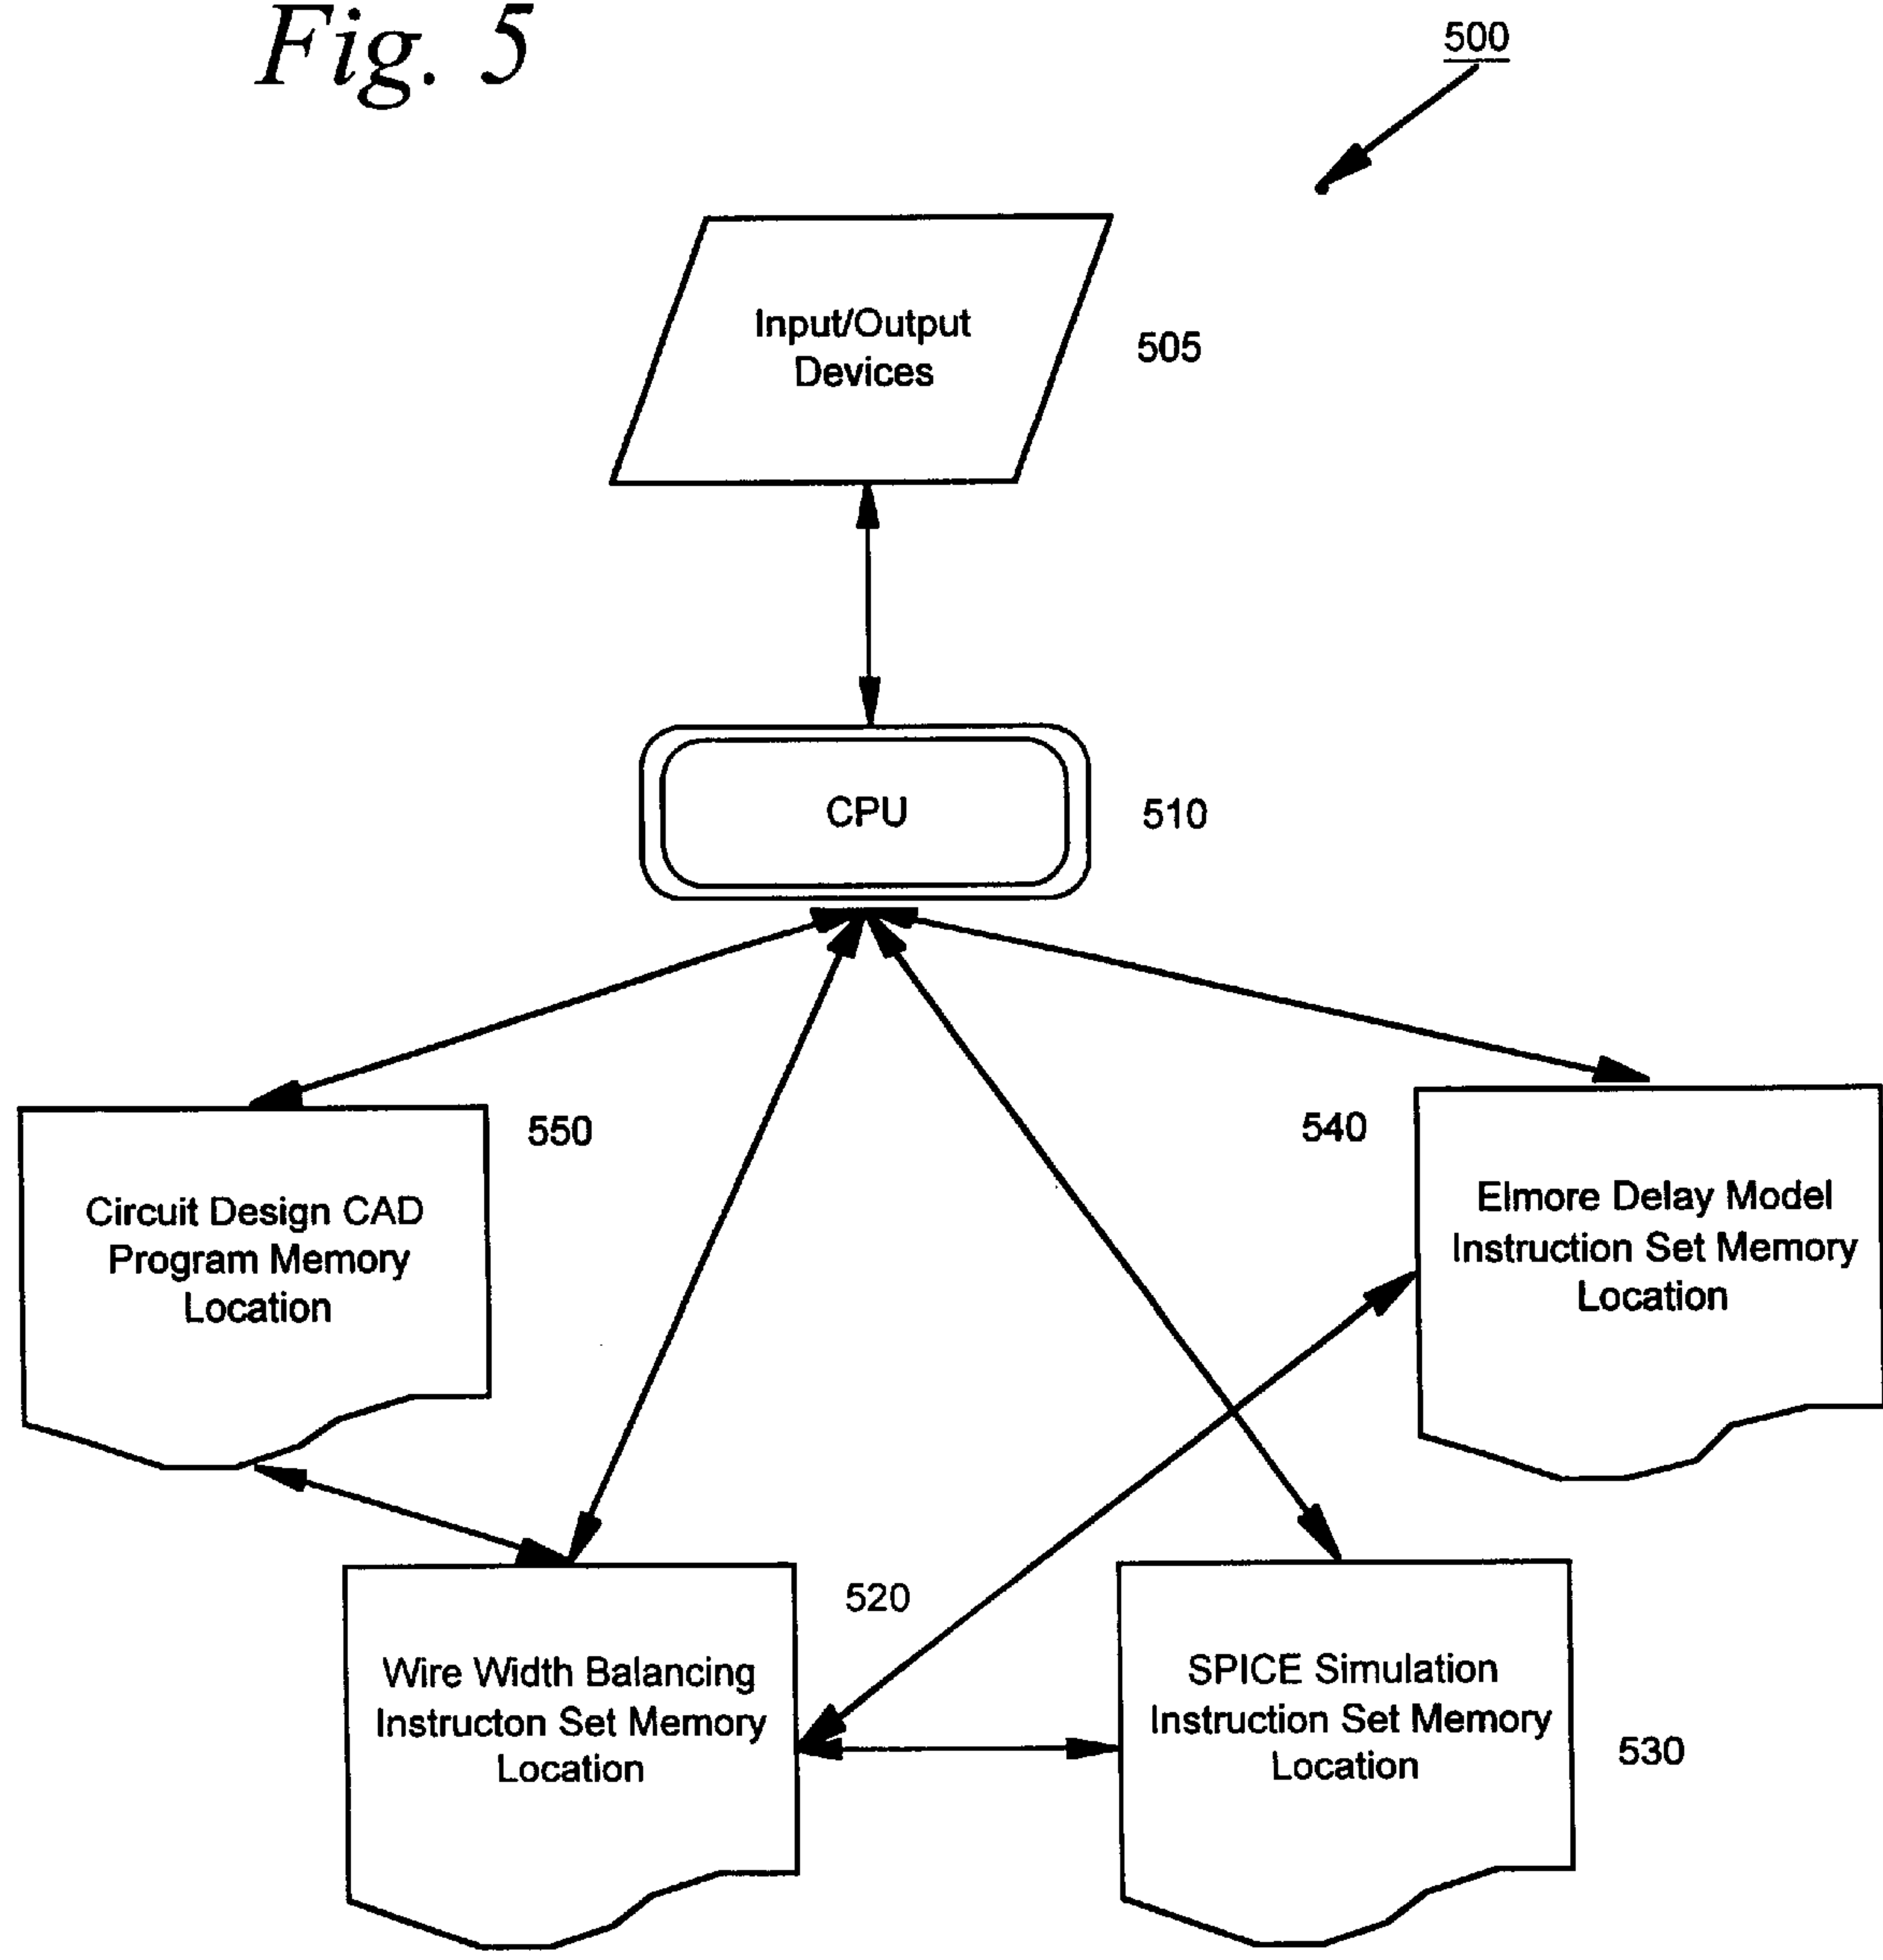 Fig. 5
500
Input/Output
Devices
505
CPU
510
550
Circuit Design CAD
Program Memory
Location
540
Elmore Delay Model
Instruction Set Memory
Location
520
Wire Width Balancing
Instructon Set Memory
Location
SPICE Simulation
Instruction Set Memory
Location
530